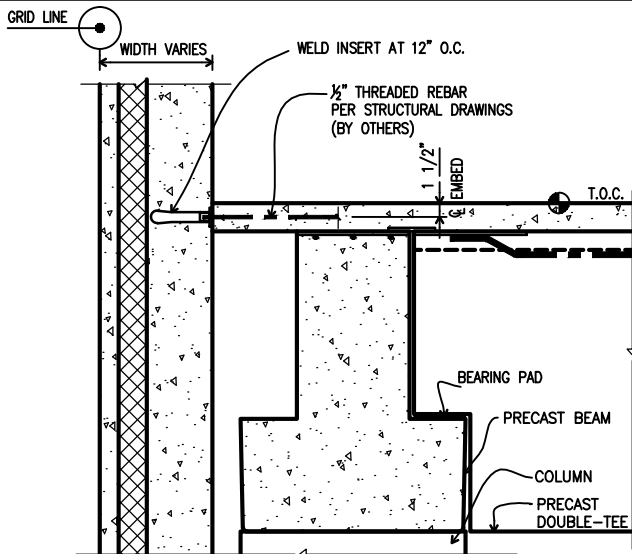 GRID LINE
WIDTH VARIES
WELD INSERT AT 12" O.C.
½" THREADED REBAR
PER STRUCTURAL DRAWINGS
(BY OTHERS)
1 1/2"
℄ EMBED
T.O.C.
BEARING PAD
PRECAST BEAM
COLUMN
PRECAST
DOUBLE-TEE